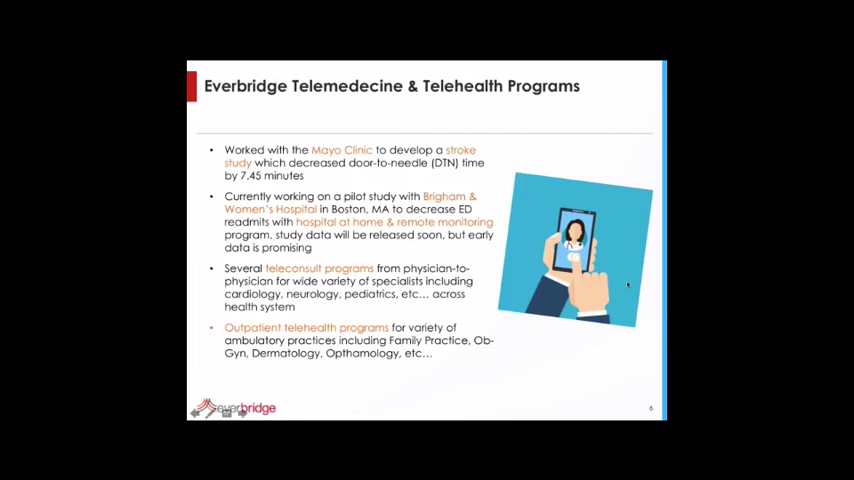 Everbridge Telemedecine & Telehealth Programs
• Worked with the Mayo Clinic to develop a stroke
study which decreased door-to-needle (DTN) time
by 7.45 minutes
• Currently working on a pilot study with Brigham &
Women's Hospital in Boston, MA to decrease ED
readmits with hospital at home & remote monitoring
program, study data will be released soon, but early
data is promising
• Several teleconsult programs from physician-to-
physician for wide variety of specialists including
cardiology, neurology, pediatrics, etc… across
health system
• Outpatient telehealth programs for variety of
ambulatory practices including Family Practice, Ob-
Gyn, Dermatology, Opthamology, etc…
everbridge
6